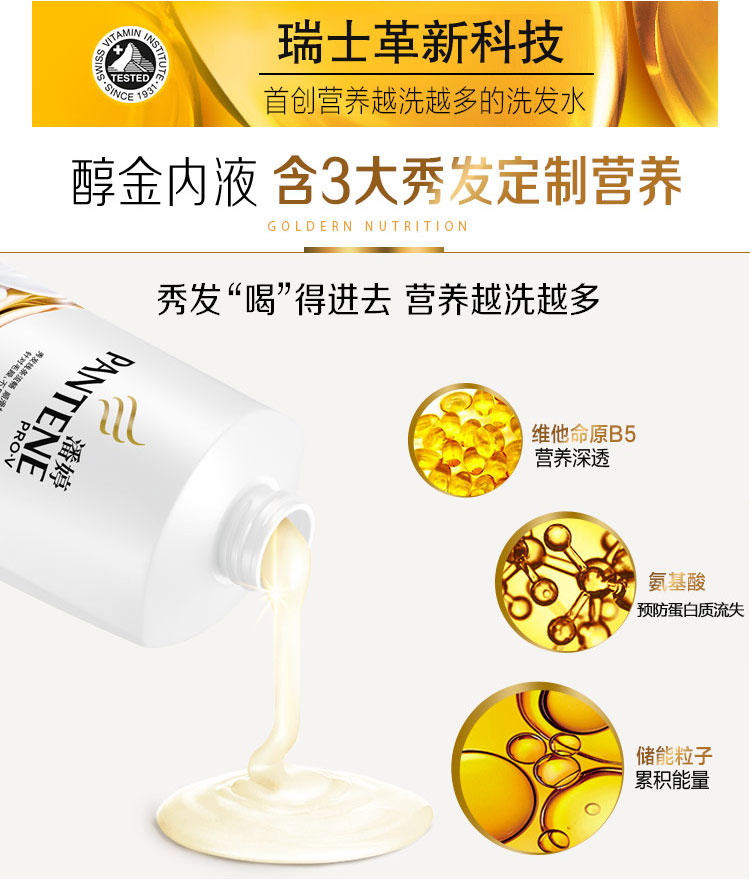 瑞士革新科技
SWISS VITAMIN INSTITUTE
TESTED
SINCE 1931
首创营养越洗越多的洗发水
醇金内液 含3大秀发定制营养
GOLDERN NUTRITION
秀发“喝”得进去 营养越洗越多
PANTENE
PRO-V
潘婷
维他命原B5
营养深透
氨基酸
预防蛋白质流失
储能粒子
累积能量